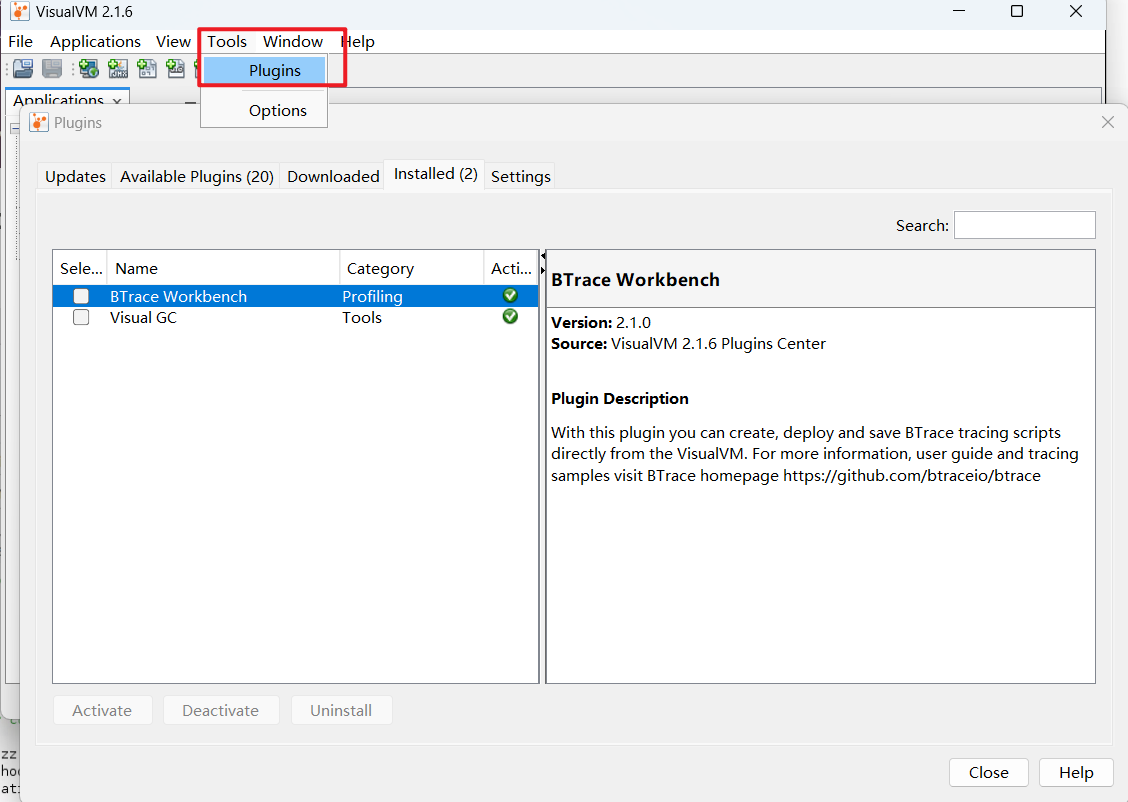 VisualVM 2.1.6
File Applications View Tools Window Help
Plugins
Options
Applications
Plugins
Updates Available Plugins (20) Downloaded Installed (2) Settings
Search:
Sele... Name Category Acti...
BTrace Workbench Profiling
Visual GC Tools
BTrace Workbench
Version: 2.1.0
Source: VisualVM 2.1.6 Plugins Center
Plugin Description
With this plugin you can create, deploy and save BTrace tracing scripts
directly from the VisualVM. For more information, user guide and tracing
samples visit BTrace homepage https://github.com/btraceio/btrace
Activate Deactivate Uninstall
zz
Close Help